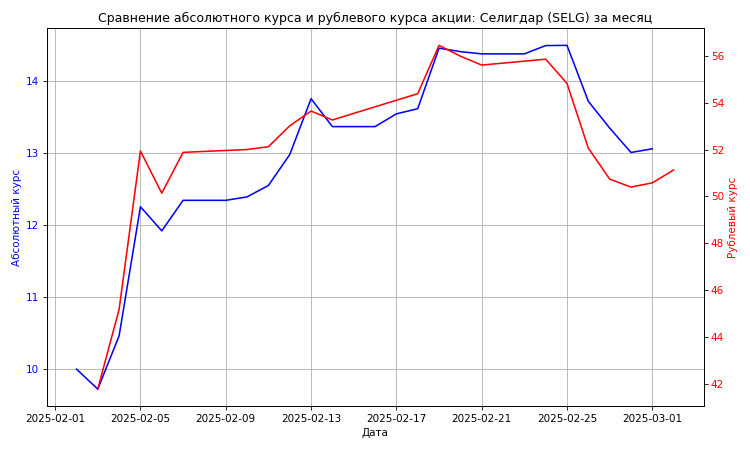 Сравнение абсолютного курса и рублевого курса акции: Селигдар (SELG) за месяц
Абсолютный курс
14
13
12
11
10
56
54
52
50
48
46
44
42
Рублевый курс
2025-02-01 2025-02-05 2025-02-09 2025-02-13 2025-02-17 2025-02-21 2025-02-25 2025-03-01
Дата